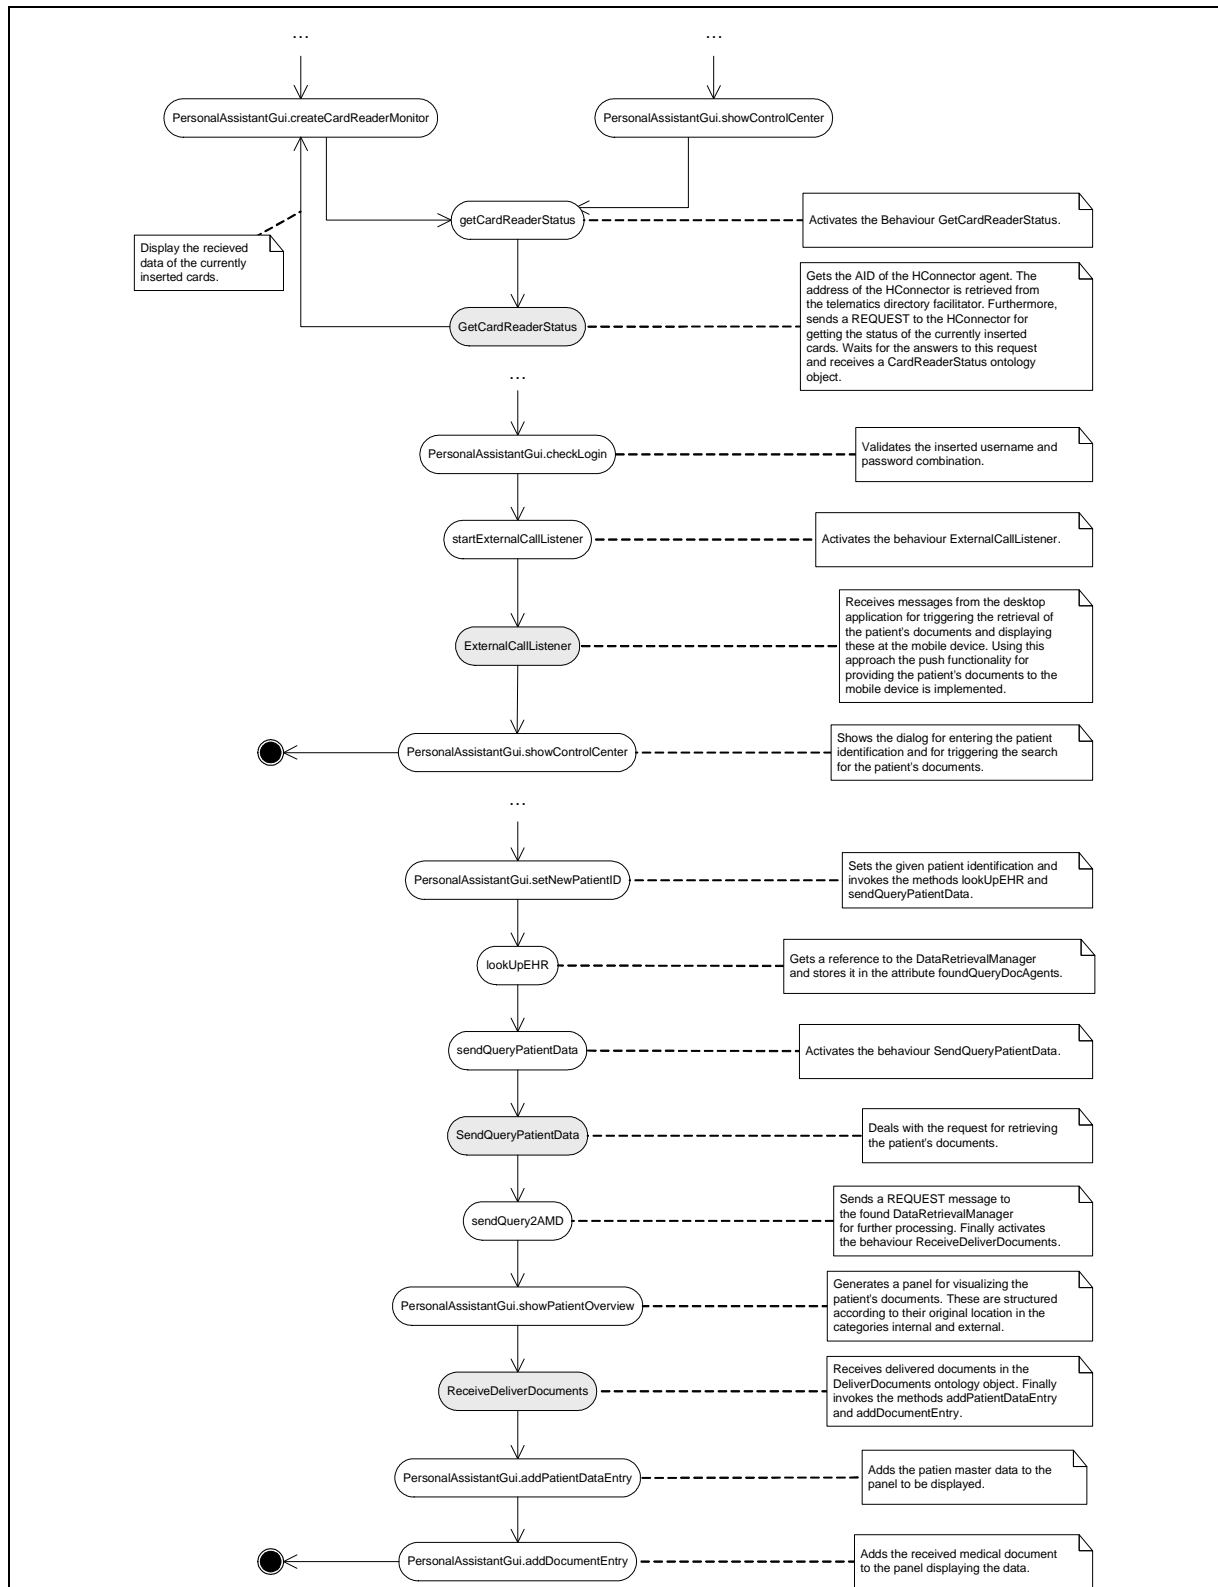 ...
...
PersonalAssistantGui.createCardReaderMonitor
PersonalAssistantGui.showControlCenter
getCardReaderStatus
Activates the Behaviour GetCardReaderStatus.
Display the recieved
data of the currently
inserted cards.
GetCardReaderStatus
Gets the AID of the HConnector agent. The
address of the HConnector is retrieved from
the telematics directory facilitator. Furthermore,
sends a REQUEST to the HConnector for
getting the status of the currently inserted
cards. Waits for the answers to this request
and receives a CardReaderStatus ontology
object.
...
PersonalAssistantGui.checkLogin
Validates the inserted username and
password combination.
startExternalCallListener
Activates the behaviour ExternalCallListener.
ExternalCallListener
Receives messages from the desktop
application for triggering the retrieval of
the patient's documents and displaying
these at the mobile device. Using this
approach the push functionality for
providing the patient's documents to the
mobile device is implemented.
PersonalAssistantGui.showControlCenter
Shows the dialog for entering the patient
identification and for triggering the search
for the patient's documents.
...
PersonalAssistantGui.setNewPatientID
Sets the given patient identification and
invokes the methods lookUpEHR and
sendQueryPatientData.
lookUpEHR
Gets a reference to the DataRetrievalManager
and stores it in the attribute foundQueryDocAgents.
sendQueryPatientData
Activates the behaviour SendQueryPatientData.
SendQueryPatientData
Deals with the request for retrieving
the patient's documents.
sendQuery2AMD
Sends a REQUEST message to
the found DataRetrievalManager
for further processing. Finally activates
the behaviour ReceiveDeliverDocuments.
PersonalAssistantGui.showPatientOverview
Generates a panel for visualizing the
patient's documents. These are structured
according to their original location in the
categories internal and external.
ReceiveDeliverDocuments
Receives delivered documents in the
DeliverDocuments ontology object. Finally
invokes the methods addPatientDataEntry
and addDocumentEntry.
PersonalAssistantGui.addPatientDataEntry
Adds the patien master data to the
panel to be displayed.
PersonalAssistantGui.addDocumentEntry
Adds the received medical document
to the panel displaying the data.